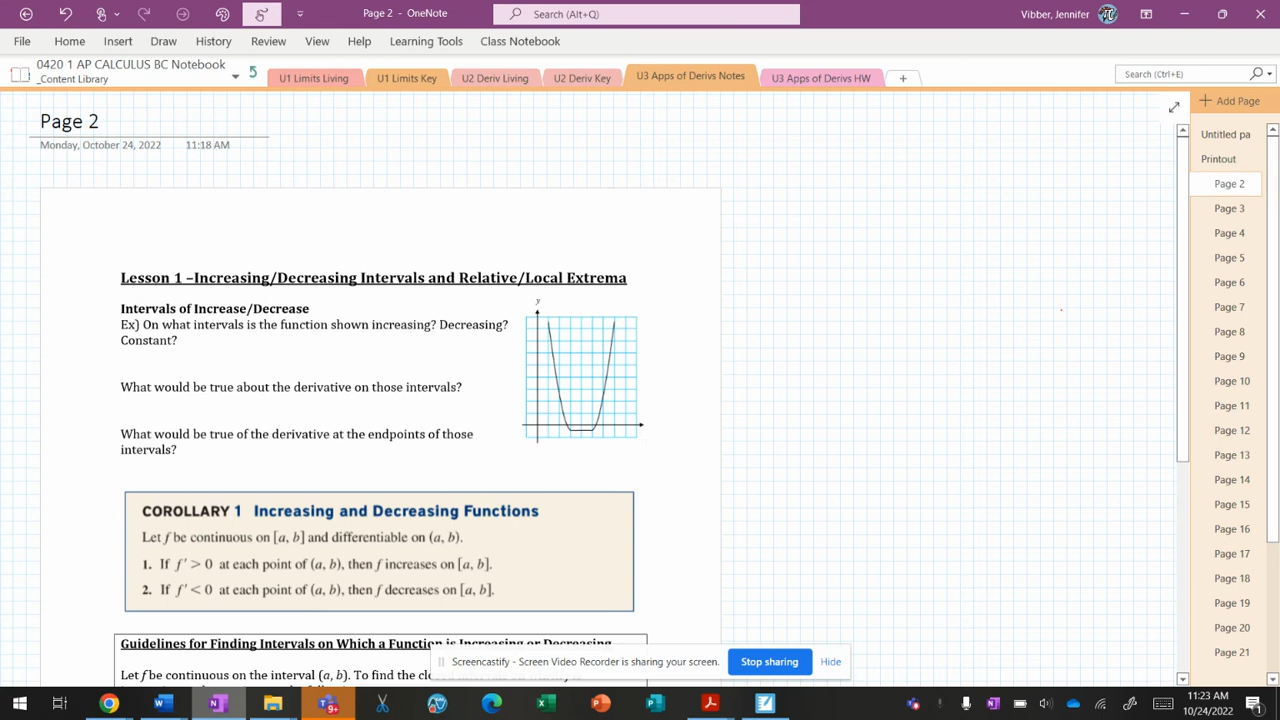 Page 2 - OneNote
Search (Alt+Q)
Vibber, Jennifer
File Home Insert Draw History Review View Help Learning Tools Class Notebook
0420 1 AP CALCULUS BC Notebook
_Content Library
U1 Limits Living
U1 Limits Key
U2 Deriv Living
U2 Deriv Key
U3 Apps of Derivs Notes
U3 Apps of Derivs HW
Search (Ctrl+E)
Page 2
Monday, October 24, 2022 11:18 AM
Lesson 1 –Increasing/Decreasing Intervals and Relative/Local Extrema
Intervals of Increase/Decrease
Ex) On what intervals is the function shown increasing? Decreasing?
Constant?
y
What would be true about the derivative on those intervals?
What would be true of the derivative at the endpoints of those
intervals?
COROLLARY 1 Increasing and Decreasing Functions
Let f be continuous on [a, b] and differentiable on (a, b).
1. If f′ > 0 at each point of (a, b), then f increases on [a, b].
2. If f′ < 0 at each point of (a, b), then f decreases on [a, b].
Guidelines for Finding Intervals on Which a Function is Increasing or Decreasing
Let f be continuous on the interval (a, b). To find the
Screencastify - Screen Video Recorder is sharing your screen.
Stop sharing
Hide
Add Page
Untitled pa
Printout
Page 2
Page 3
Page 4
Page 5
Page 6
Page 7
Page 8
Page 9
Page 10
Page 11
Page 12
Page 13
Page 14
Page 15
Page 16
Page 17
Page 18
Page 19
Page 20
Page 21
11:23 AM
10/24/2022